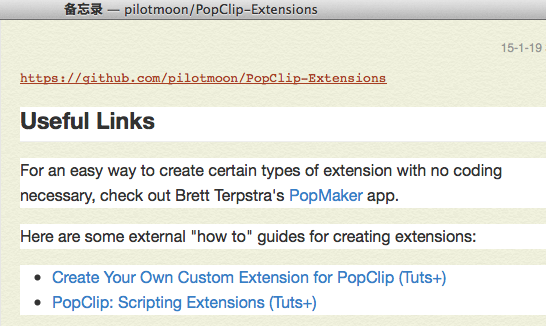 备忘录 — pilotmoon/PopClip-Extensions
15-1-19
https://github.com/pilotmoon/PopClip-Extensions
Useful Links
For an easy way to create certain types of extension with no coding
necessary, check out Brett Terpstra's PopMaker app.
Here are some external "how to" guides for creating extensions:
• Create Your Own Custom Extension for PopClip (Tuts+)
• PopClip: Scripting Extensions (Tuts+)